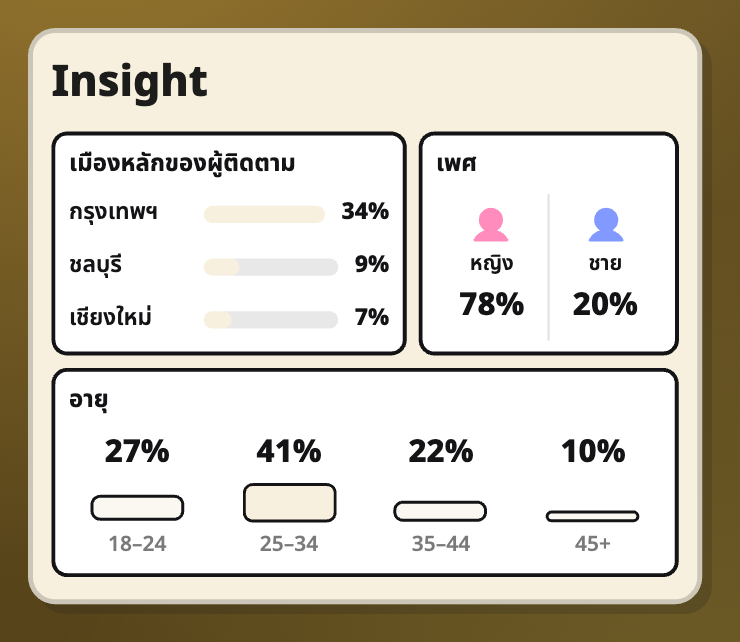 Insight
เมืองหลักของผู้ติดตาม
กรุงเทพฯ 34%
ชลบุรี 9%
เชียงใหม่ 7%
เพศ
หญิง ชาย
78% 20%
อายุ
27% 41% 22% 10%
18–24 25–34 35–44 45+